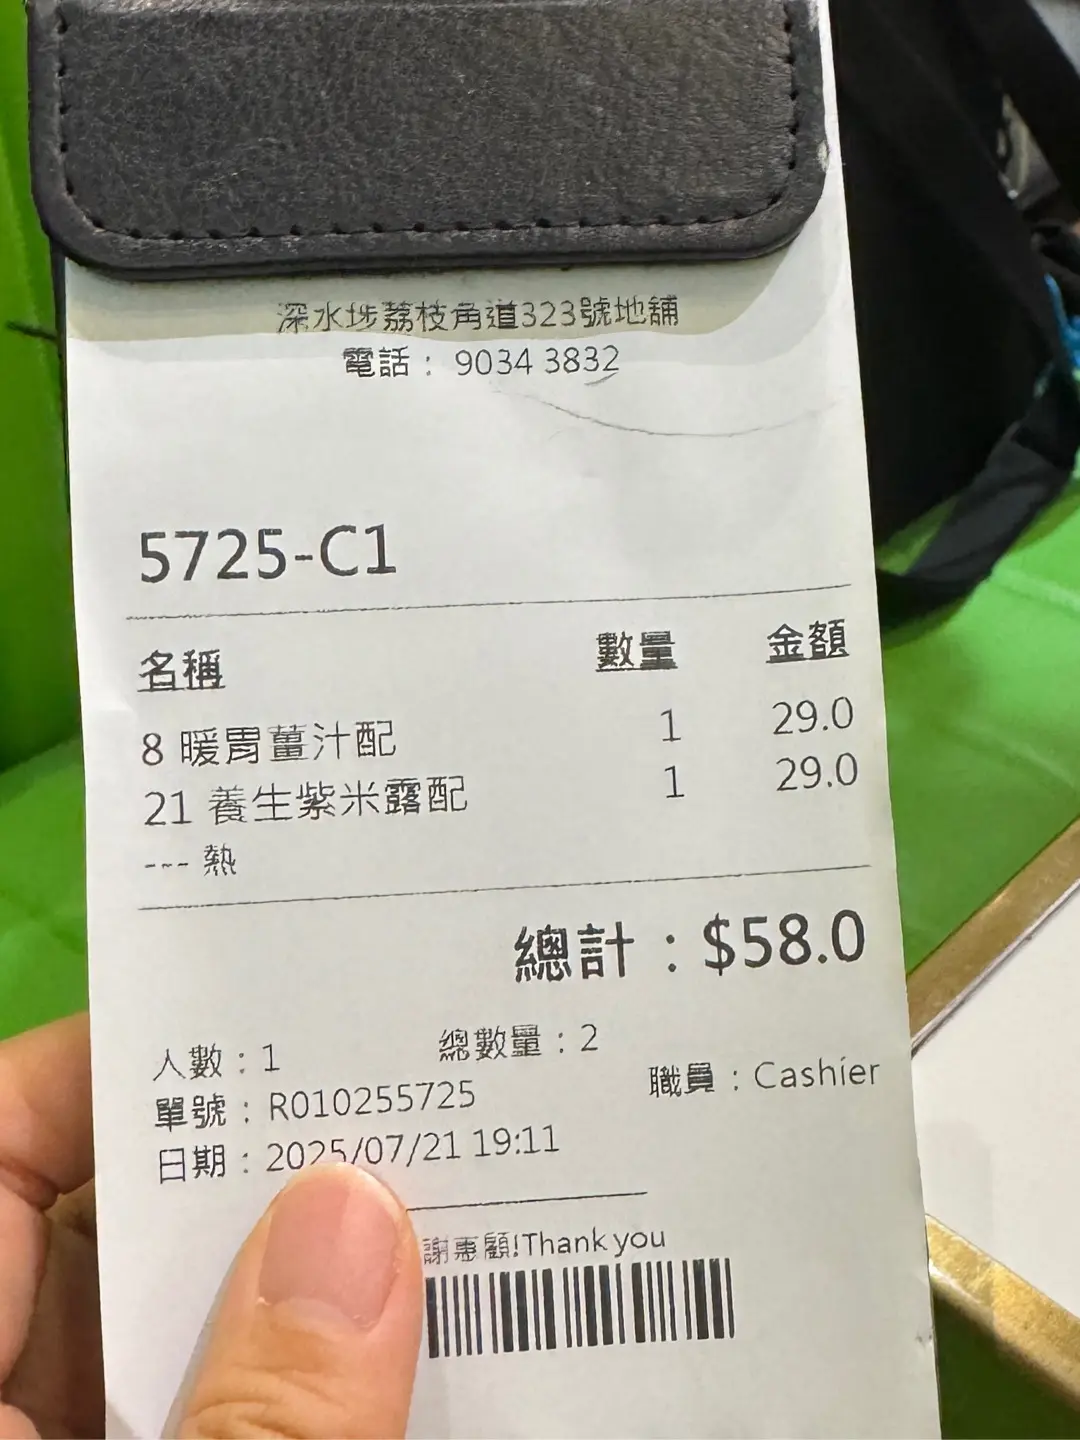 深水埗荔枝角道323號地舖
電話： 9034 3832
5725-C1
名稱 數量 金額
8 暖胃薑汁配 1 29.0
21 養生紫米露配 1 29.0
--- 熱
總計：$58.0
人數：1 總數量：2
單號：R010255725 職員：Cashier
日期：2025/07/21 19:11
謝惠顧!Thank you